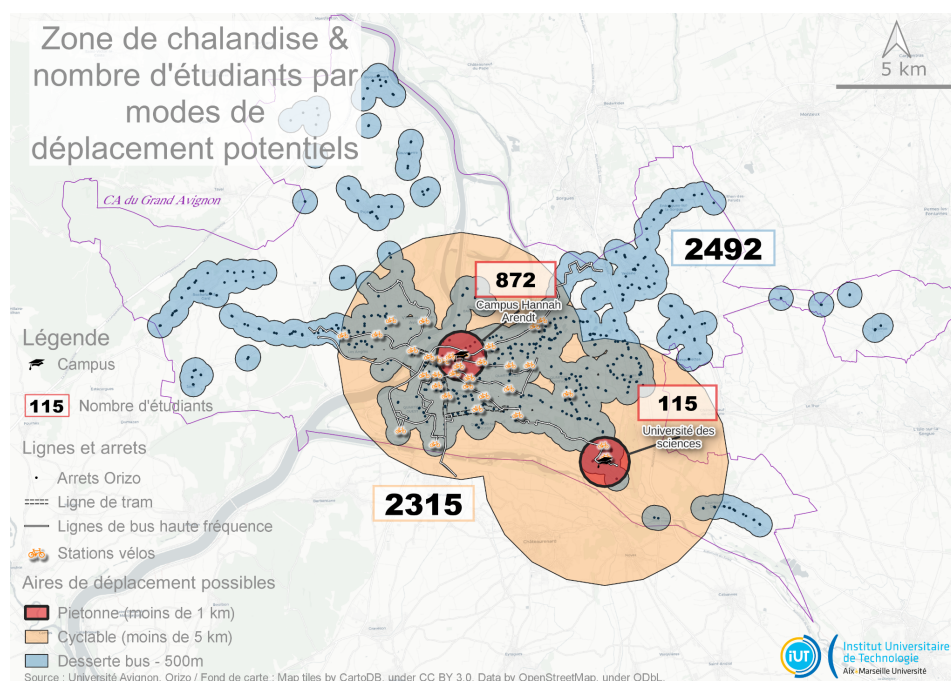 Zone de chalandise &
nombre d'étudiants par
modes de
déplacement potentiels
5 km
CA du Grand Avignon
2492
872
Campus Hannah
Arendt
115
Université des
sciences
2315
Légende
Campus
115 Nombre d'étudiants
Lignes et arrets
Arrets Orizo
Ligne de tram
Lignes de bus haute fréquence
Stations vélos
Aires de déplacement possibles
Pietonne (moins de 1 km)
Cyclable (moins de 5 km)
Desserte bus - 500m
Source : Université Avignon, Orizo / Fond de carte : Map tiles by CartoDB, under CC BY 3.0. Data by OpenStreetMap, under ODbL.
iUT
Institut Universitaire
de Technologie
Aix Marseille Université